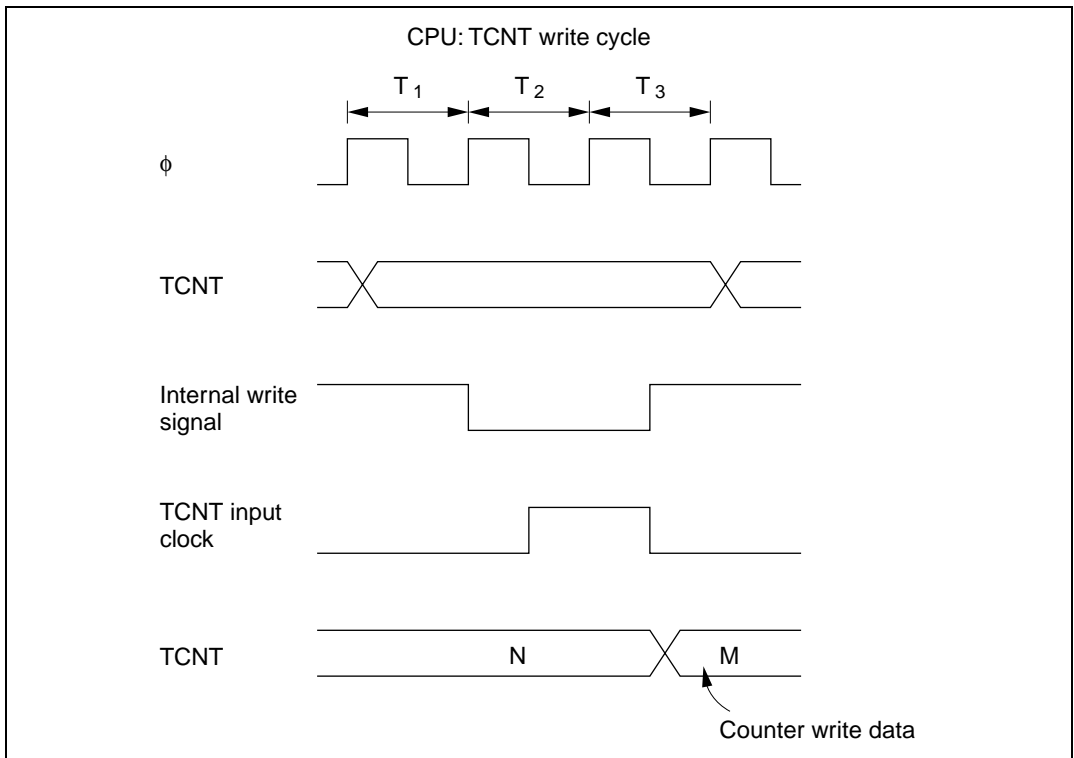 CPU: TCNT write cycle
T1 T2 T3
ϕ
TCNT
Internal write
signal
TCNT input
clock
TCNT N M
Counter write data